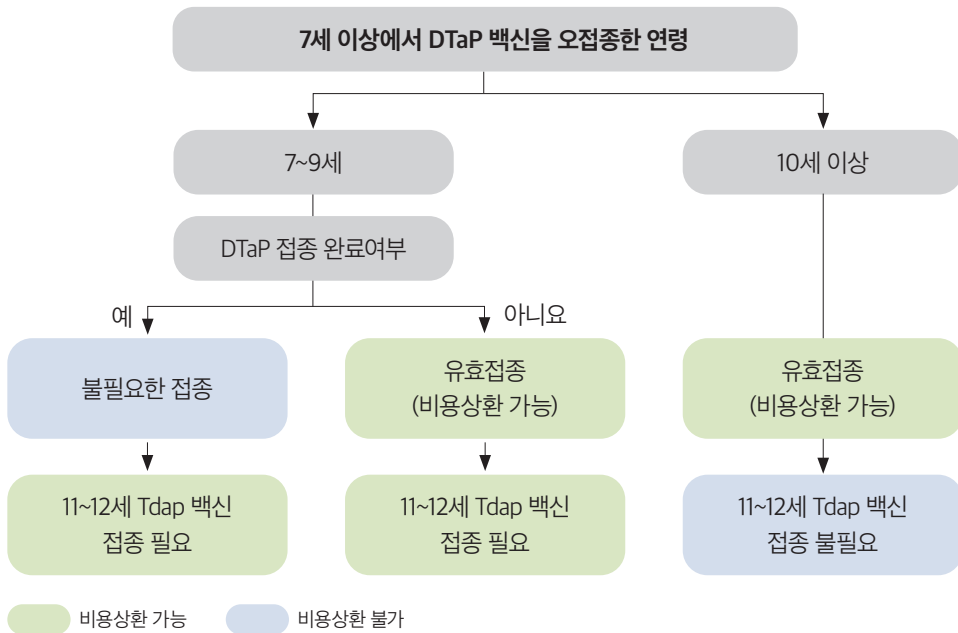 7세 이상에서 DTaP 백신을 오접종한 연령
7~9세
10세 이상
DTaP 접종 완료여부
예
아니요
불필요한 접종
유효접종
(비용상환 가능)
유효접종
(비용상환 가능)
11~12세 Tdap 백신
접종 필요
11~12세 Tdap 백신
접종 필요
11~12세 Tdap 백신
접종 불필요
비용상환 가능
비용상환 불가